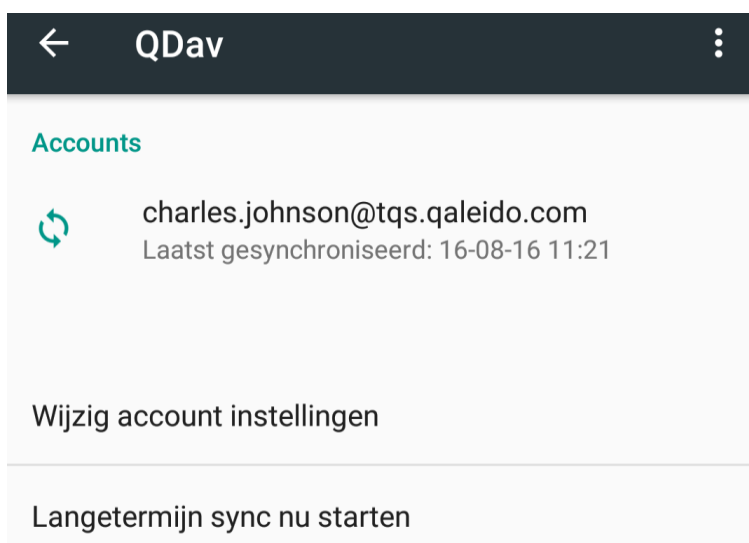 QDav
Accounts
charles.johnson@tqs.qaleido.com
Laatst gesynchroniseerd: 16-08-16 11:21
Wijzig account instellingen
Langetermijn sync nu starten